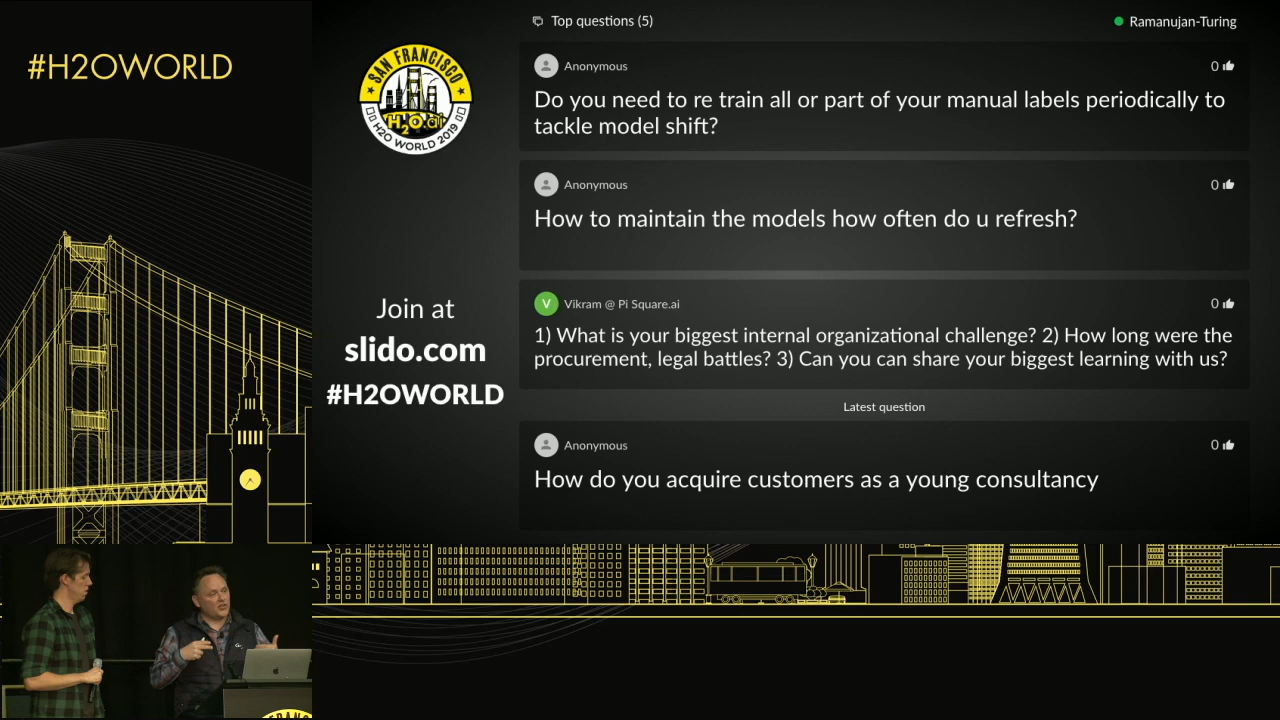 #H2OWORLD
SAN FRANCISCO
H2O.ai
H2O WORLD 2019
Join at
slido.com
#H2OWORLD
Top questions (5)
Ramanujan-Turing
Anonymous
0
Do you need to re train all or part of your manual labels periodically to
tackle model shift?
Anonymous
0
How to maintain the models how often do u refresh?
V
Vikram @ Pi Square.ai
0
1) What is your biggest internal organizational challenge? 2) How long were the
procurement, legal battles? 3) Can you can share your biggest learning with us?
Latest question
Anonymous
0
How do you acquire customers as a young consultancy